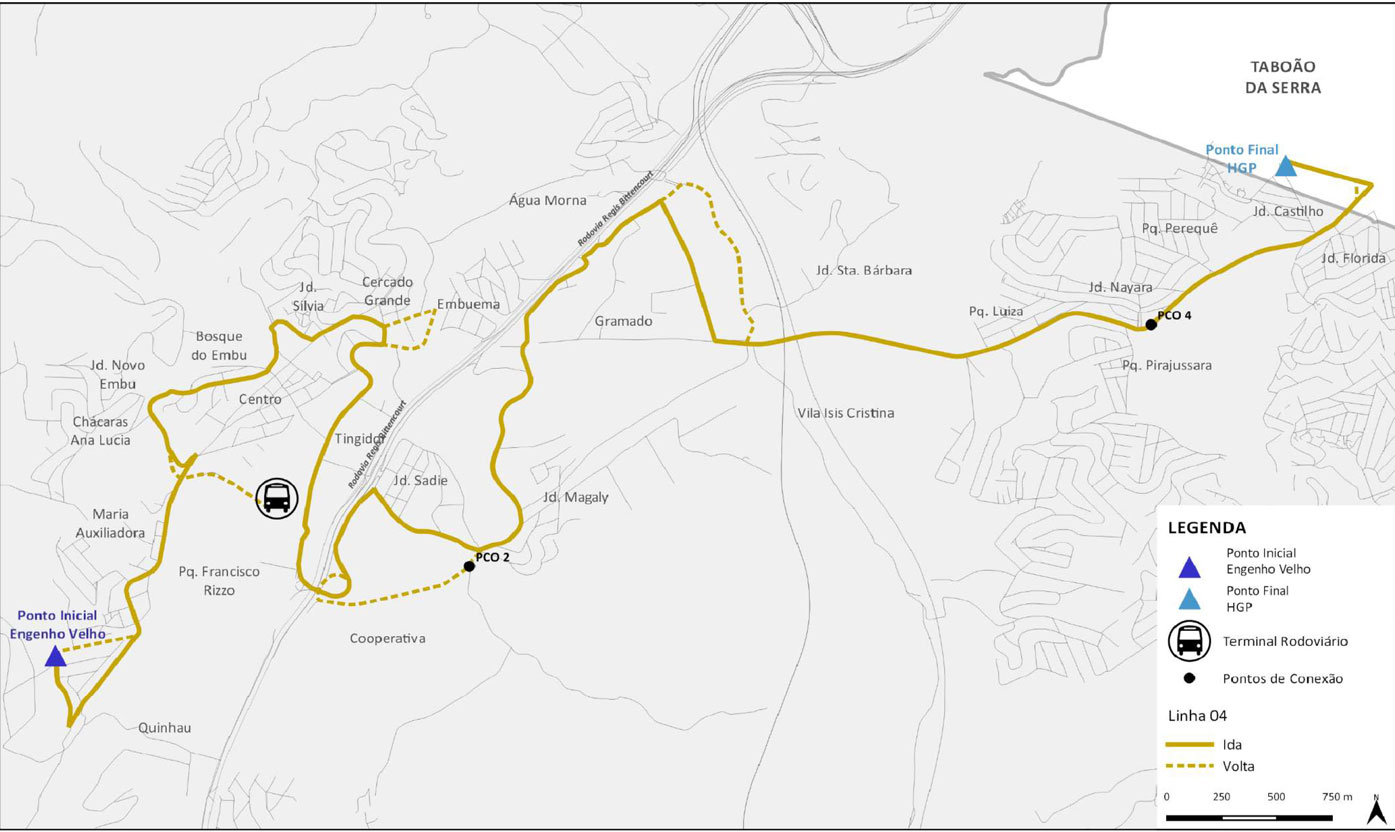 TABOÃO
DA SERRA
Ponto Final
HGP
Jd. Castilho
Pq. Perequê
Jd. Florida
Água Morna
Rodovia Regis Bittencourt
Jd. Sta. Bárbara
Jd. Nayara
Cercado
Grande
Jd.
Silvia
Embuema
Gramado
Pq. Luiza
PCO 4
Bosque
do Embu
Jd. Novo
Embu
Centro
Pq. Pirajussara
Chácaras
Ana Lucia
Tingidor
Rodovia Regis Bittencourt
Vila Isis Cristina
Jd. Sadie
Jd. Magaly
Maria
Auxiliadora
PCO 2
Pq. Francisco
Rizzo
Ponto Inicial
Engenho Velho
Cooperativa
Quinhau
LEGENDA
Ponto Inicial
Engenho Velho
Ponto Final
HGP
Terminal Rodoviário
Pontos de Conexão
Linha 04
Ida
Volta
0 250 500 750 m
N